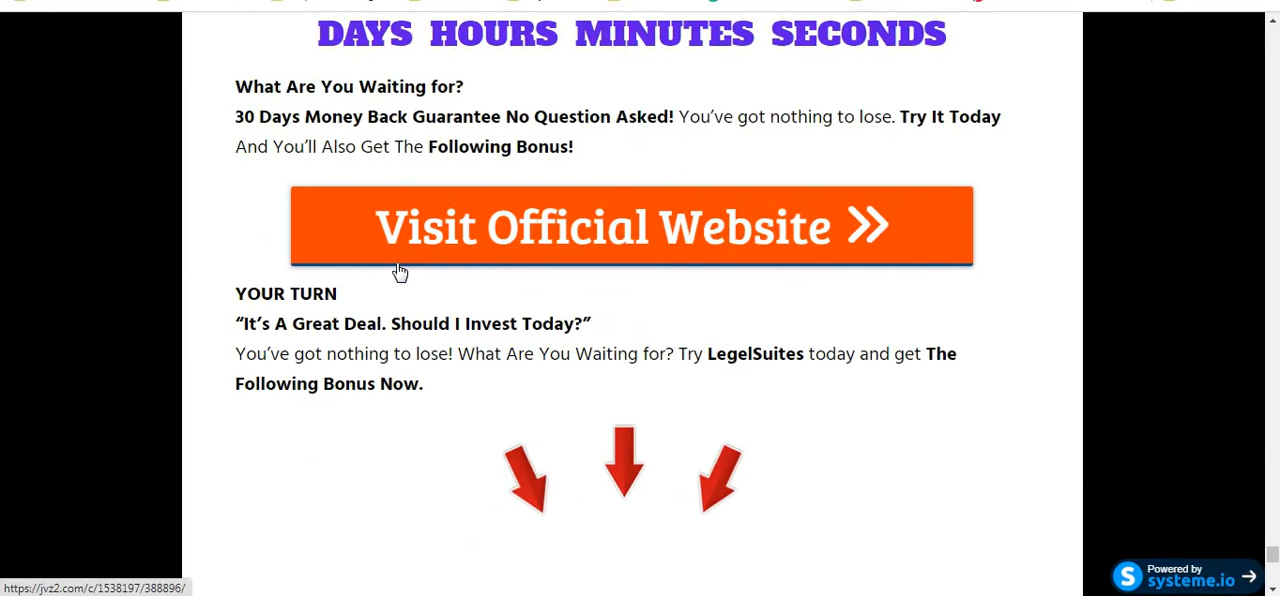 DAYS HOURS MINUTES SECONDS
What Are You Waiting for?
30 Days Money Back Guarantee No Question Asked! You’ve got nothing to lose. Try It Today
And You’ll Also Get The Following Bonus!
Visit Official Website »
YOUR TURN
“It’s A Great Deal. Should I Invest Today?”
You’ve got nothing to lose! What Are You Waiting for? Try LegelSuites today and get The
Following Bonus Now.
https://jvz2.com/c/1538197/388896/
Powered by
systeme.io